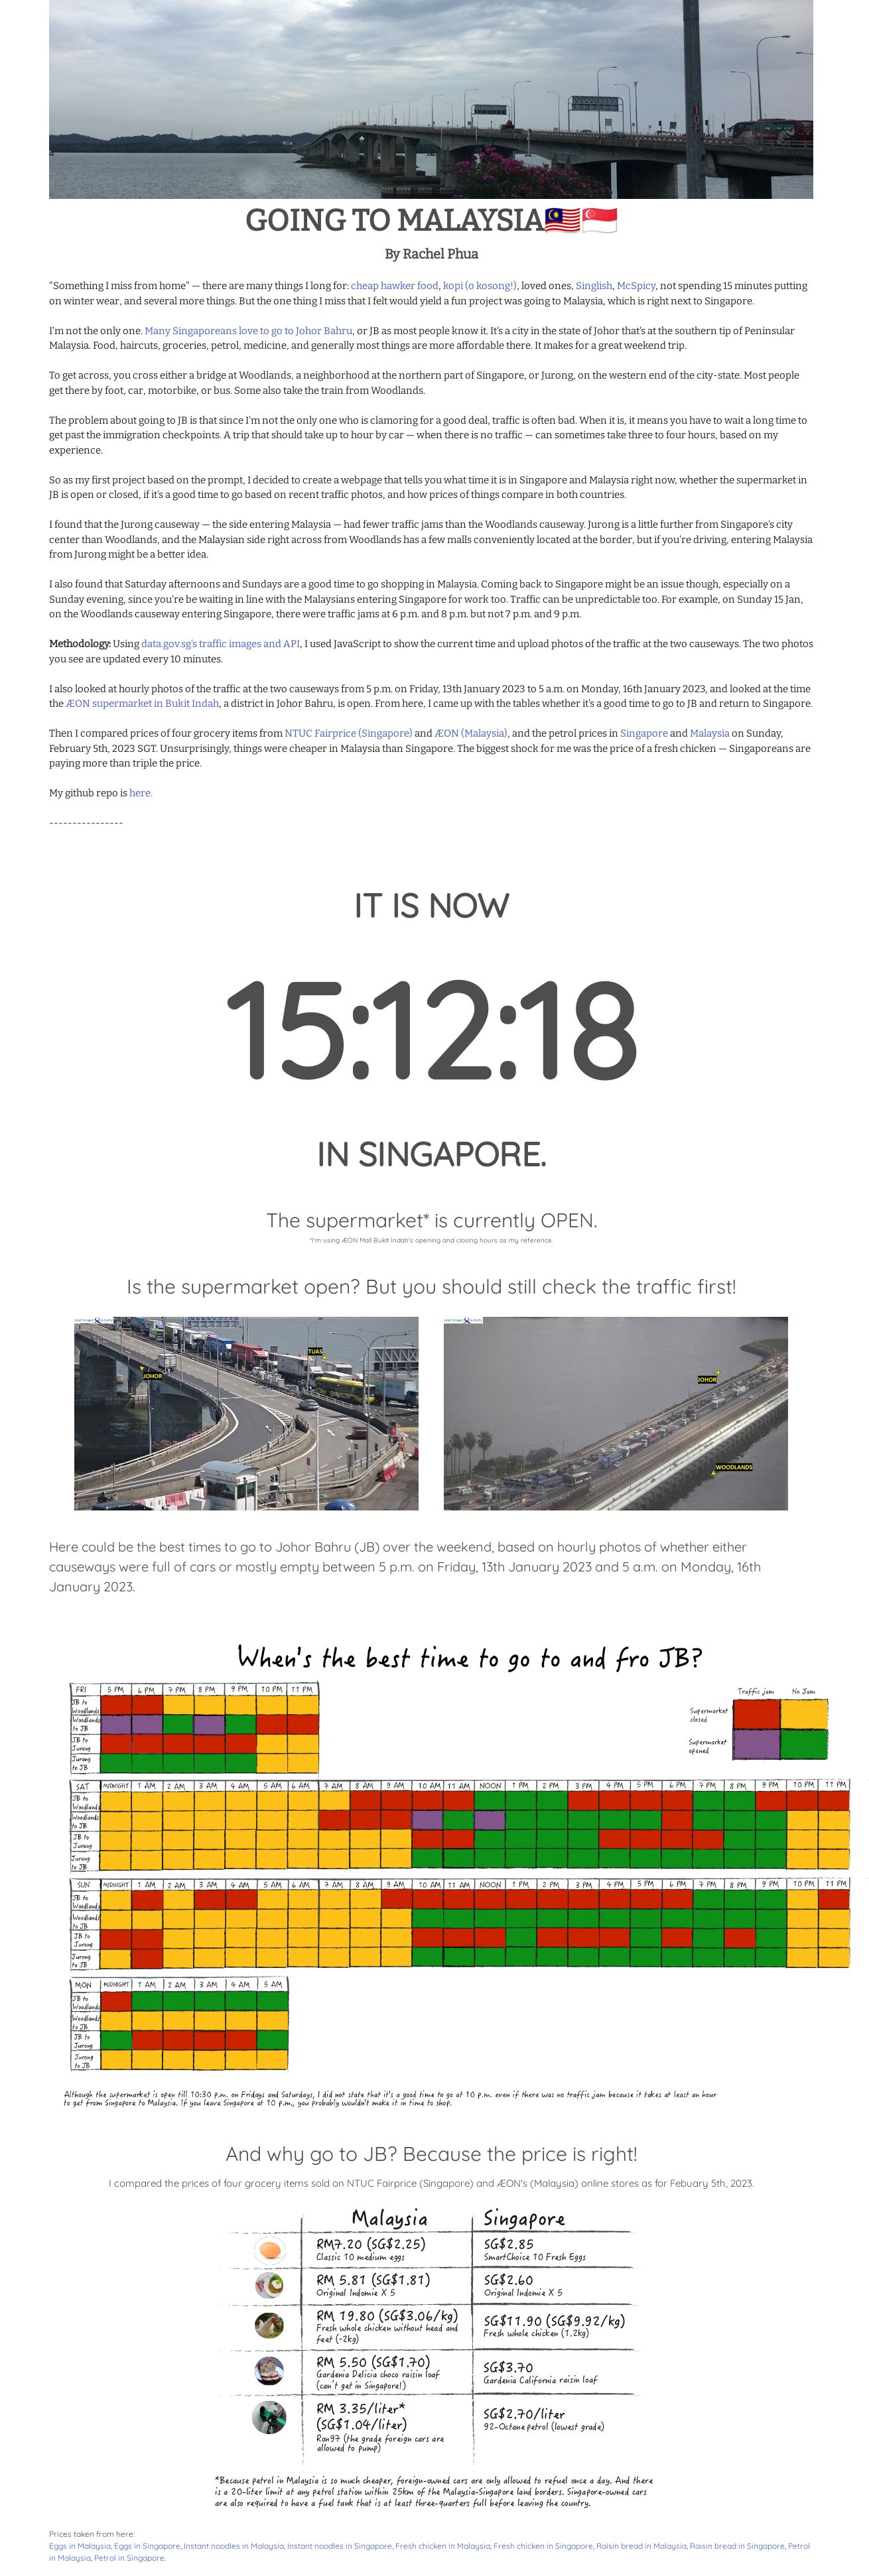 GOING TO MALAYSIA🇲🇾🇸🇬
By Rachel Phua
"Something I miss from home" — there are many things I long for: cheap hawker food, kopi (o kosong!), loved ones, Singlish, McSpicy, not spending 15 minutes putting
on winter wear, and several more things. But the one thing I miss that I felt would yield a fun project was going to Malaysia, which is right next to Singapore.
I'm not the only one. Many Singaporeans love to go to Johor Bahru, or JB as most people know it. It's a city in the state of Johor that's at the southern tip of Peninsular
Malaysia. Food, haircuts, groceries, petrol, medicine, and generally most things are more affordable there. It makes for a great weekend trip.
To get across, you cross either a bridge at Woodlands, a neighborhood at the northern part of Singapore, or Jurong, on the western end of the city-state. Most people
get there by foot, car, motorbike, or bus. Some also take the train from Woodlands.
The problem about going to JB is that since I'm not the only one who is clamoring for a good deal, traffic is often bad. When it is, it means you have to wait a long time to
get past the immigration checkpoints. A trip that should take up to hour by car — when there is no traffic — can sometimes take three to four hours, based on my
experience.
So as my first project based on the prompt, I decided to create a webpage that tells you what time it is in Singapore and Malaysia right now, whether the supermarket in
JB is open or closed, if it's a good time to go based on recent traffic photos, and how prices of things compare in both countries.
I found that the Jurong causeway — the side entering Malaysia — had fewer traffic jams than the Woodlands causeway. Jurong is a little further from Singapore's city
center than Woodlands, and the Malaysian side right across from Woodlands has a few malls conveniently located at the border, but if you're driving, entering Malaysia
from Jurong might be a better idea.
I also found that Saturday afternoons and Sundays are a good time to go shopping in Malaysia. Coming back to Singapore might be an issue though, especially on a
Sunday evening, since you're be waiting in line with the Malaysians entering Singapore for work too. Traffic can be unpredictable too. For example, on Sunday 15 Jan,
on the Woodlands causeway entering Singapore, there were traffic jams at 6 p.m. and 8 p.m. but not 7 p.m. and 9 p.m.
Methodology: Using data.gov.sg's traffic images and API, I used JavaScript to show the current time and upload photos of the traffic at the two causeways. The two photos
you see are updated every 10 minutes.
I also looked at hourly photos of the traffic at the two causeways from 5 p.m. on Friday, 13th January 2023 to 5 a.m. on Monday, 16th January 2023, and looked at the time
the ÆON supermarket in Bukit Indah, a district in Johor Bahru, is open. From here, I came up with the tables whether it's a good time to go to JB and return to Singapore.
Then I compared prices of four grocery items from NTUC Fairprice (Singapore) and ÆON (Malaysia), and the petrol prices in Singapore and Malaysia on Sunday,
February 5th, 2023 SGT. Unsurprisingly, things were cheaper in Malaysia than Singapore. The biggest shock for me was the price of a fresh chicken — Singaporeans are
paying more than triple the price.
My github repo is here.
----------------
IT IS NOW
15:12:18
IN SINGAPORE.
The supermarket* is currently OPEN.
*I'm using ÆON Mall Bukit Indah's opening and closing hours as my reference.
Is the supermarket open? But you should still check the traffic first!
JOHOR
TUAS
JOHOR
WOODLANDS
Here could be the best times to go to Johor Bahru (JB) over the weekend, based on hourly photos of whether either
causeways were full of cars or mostly empty between 5 p.m. on Friday, 13th January 2023 and 5 a.m. on Monday, 16th
January 2023.
When's the best time to go to and fro JB?
Traffic jam No Jam
Supermarket
closed
Supermarket
opened
FRI 5 PM 6 PM 7 PM 8 PM 9 PM 10 PM 11 PM
JB to
Woodlands
Woodlands
to JB
JB to
Jurong
Jurong
to JB
SAT MIDNIGHT 1 AM 2 AM 3 AM 4 AM 5 AM 6 AM 7 AM 8 AM 9 AM 10 AM 11 AM NOON 1 PM 2 PM 3 PM 4 PM 5 PM 6 PM 7 PM 8 PM 9 PM 10 PM 11 PM
JB to
Woodlands
Woodlands
to JB
JB to
Jurong
Jurong
to JB
SUN MIDNIGHT 1 AM 2 AM 3 AM 4 AM 5 AM 6 AM 7 AM 8 AM 9 AM 10 AM 11 AM NOON 1 PM 2 PM 3 PM 4 PM 5 PM 6 PM 7 PM 8 PM 9 PM 10 PM 11 PM
JB to
Woodlands
Woodlands
to JB
JB to
Jurong
Jurong
to JB
MON MIDNIGHT 1 AM 2 AM 3 AM 4 AM 5 AM
JB to
Woodlands
Woodlands
to JB
JB to
Jurong
Jurong
to JB
Although the supermarket is open till 10:30 p.m. on Fridays and Saturdays, I did not state that it's a good time to go at 10 p.m. even if there was no traffic jam because it takes at least an hour
to get from Singapore to Malaysia. If you leave Singapore at 10 p.m., you probably wouldn't make it in time to shop.
And why go to JB? Because the price is right!
I compared the prices of four grocery items sold on NTUC Fairprice (Singapore) and ÆON's (Malaysia) online stores as for Febuary 5th, 2023.
Malaysia Singapore
RM7.20 (SG$2.25)
Classic 10 medium eggs
SG$2.85
SmartChoice 10 Fresh Eggs
RM 5.81 (SG$1.81)
Original Indomie X 5
SG$2.60
Original Indomie X 5
RM 19.80 (SG$3.06/kg)
Fresh whole chicken without head and
feet (~2kg)
SG$11.90 (SG$9.92/kg)
Fresh whole chicken (1.2kg)
RM 5.50 (SG$1.70)
Gardenia Delicia choco raisin loaf
(can't get in Singapore!)
SG$3.70
Gardenia California raisin loaf
RM 3.35/liter*
(SG$1.04/liter)
Ron97 (the grade foreign cars are
allowed to pump)
SG$2.70/liter
92-Octane petrol (lowest grade)
*Because petrol in Malaysia is so much cheaper, foreign-owned cars are only allowed to refuel once a day. And there
is a 20-liter limit at any petrol station within 25km of the Malaysia-Singapore land borders. Singapore-owned cars
are also required to have a fuel tank that is at least three-quarters full before leaving the country.
Prices taken from here:
Eggs in Malaysia, Eggs in Singapore, Instant noodles in Malaysia, Instant noodles in Singapore, Fresh chicken in Malaysia, Fresh chicken in Singapore, Raisin bread in Malaysia, Raisin bread in Singapore, Petrol
in Malaysia, Petrol in Singapore.